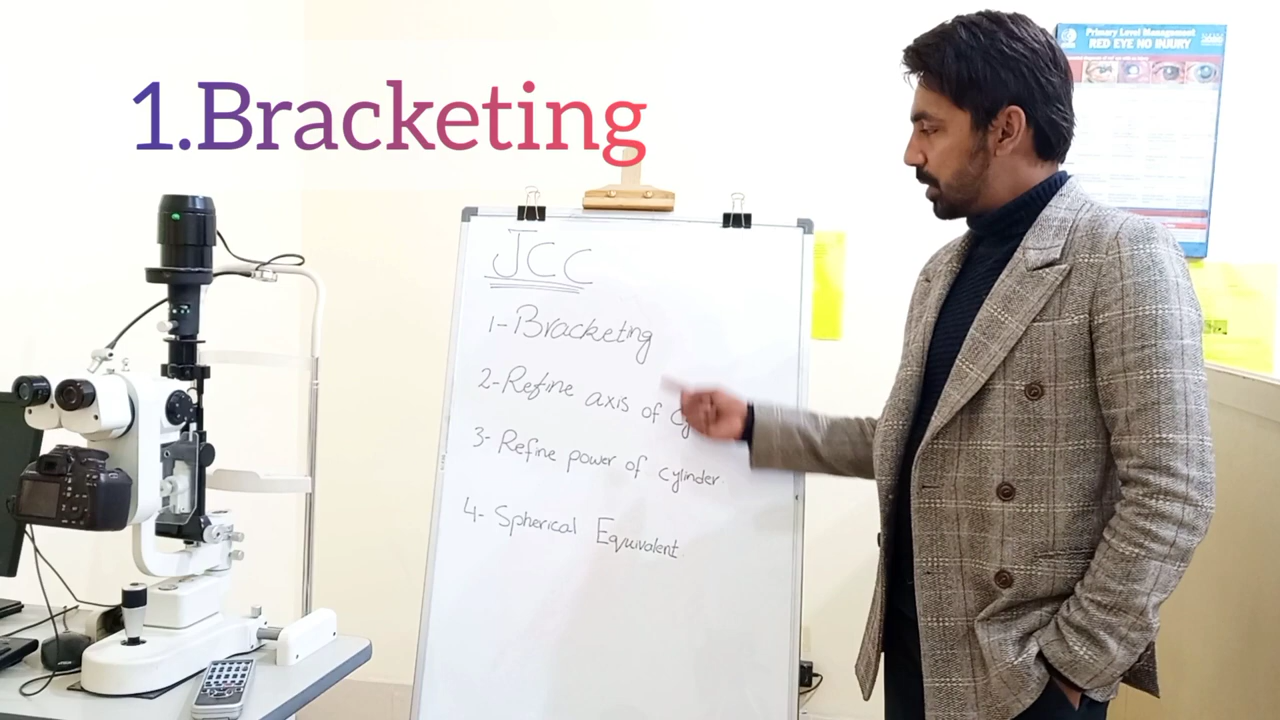 1.Bracketing
Primary Level Management
RED EYE NO INJURY
JCC
1- Bracketing
2- Refine axis of
3- Refine power of cylinder
4- Spherical Equivalent